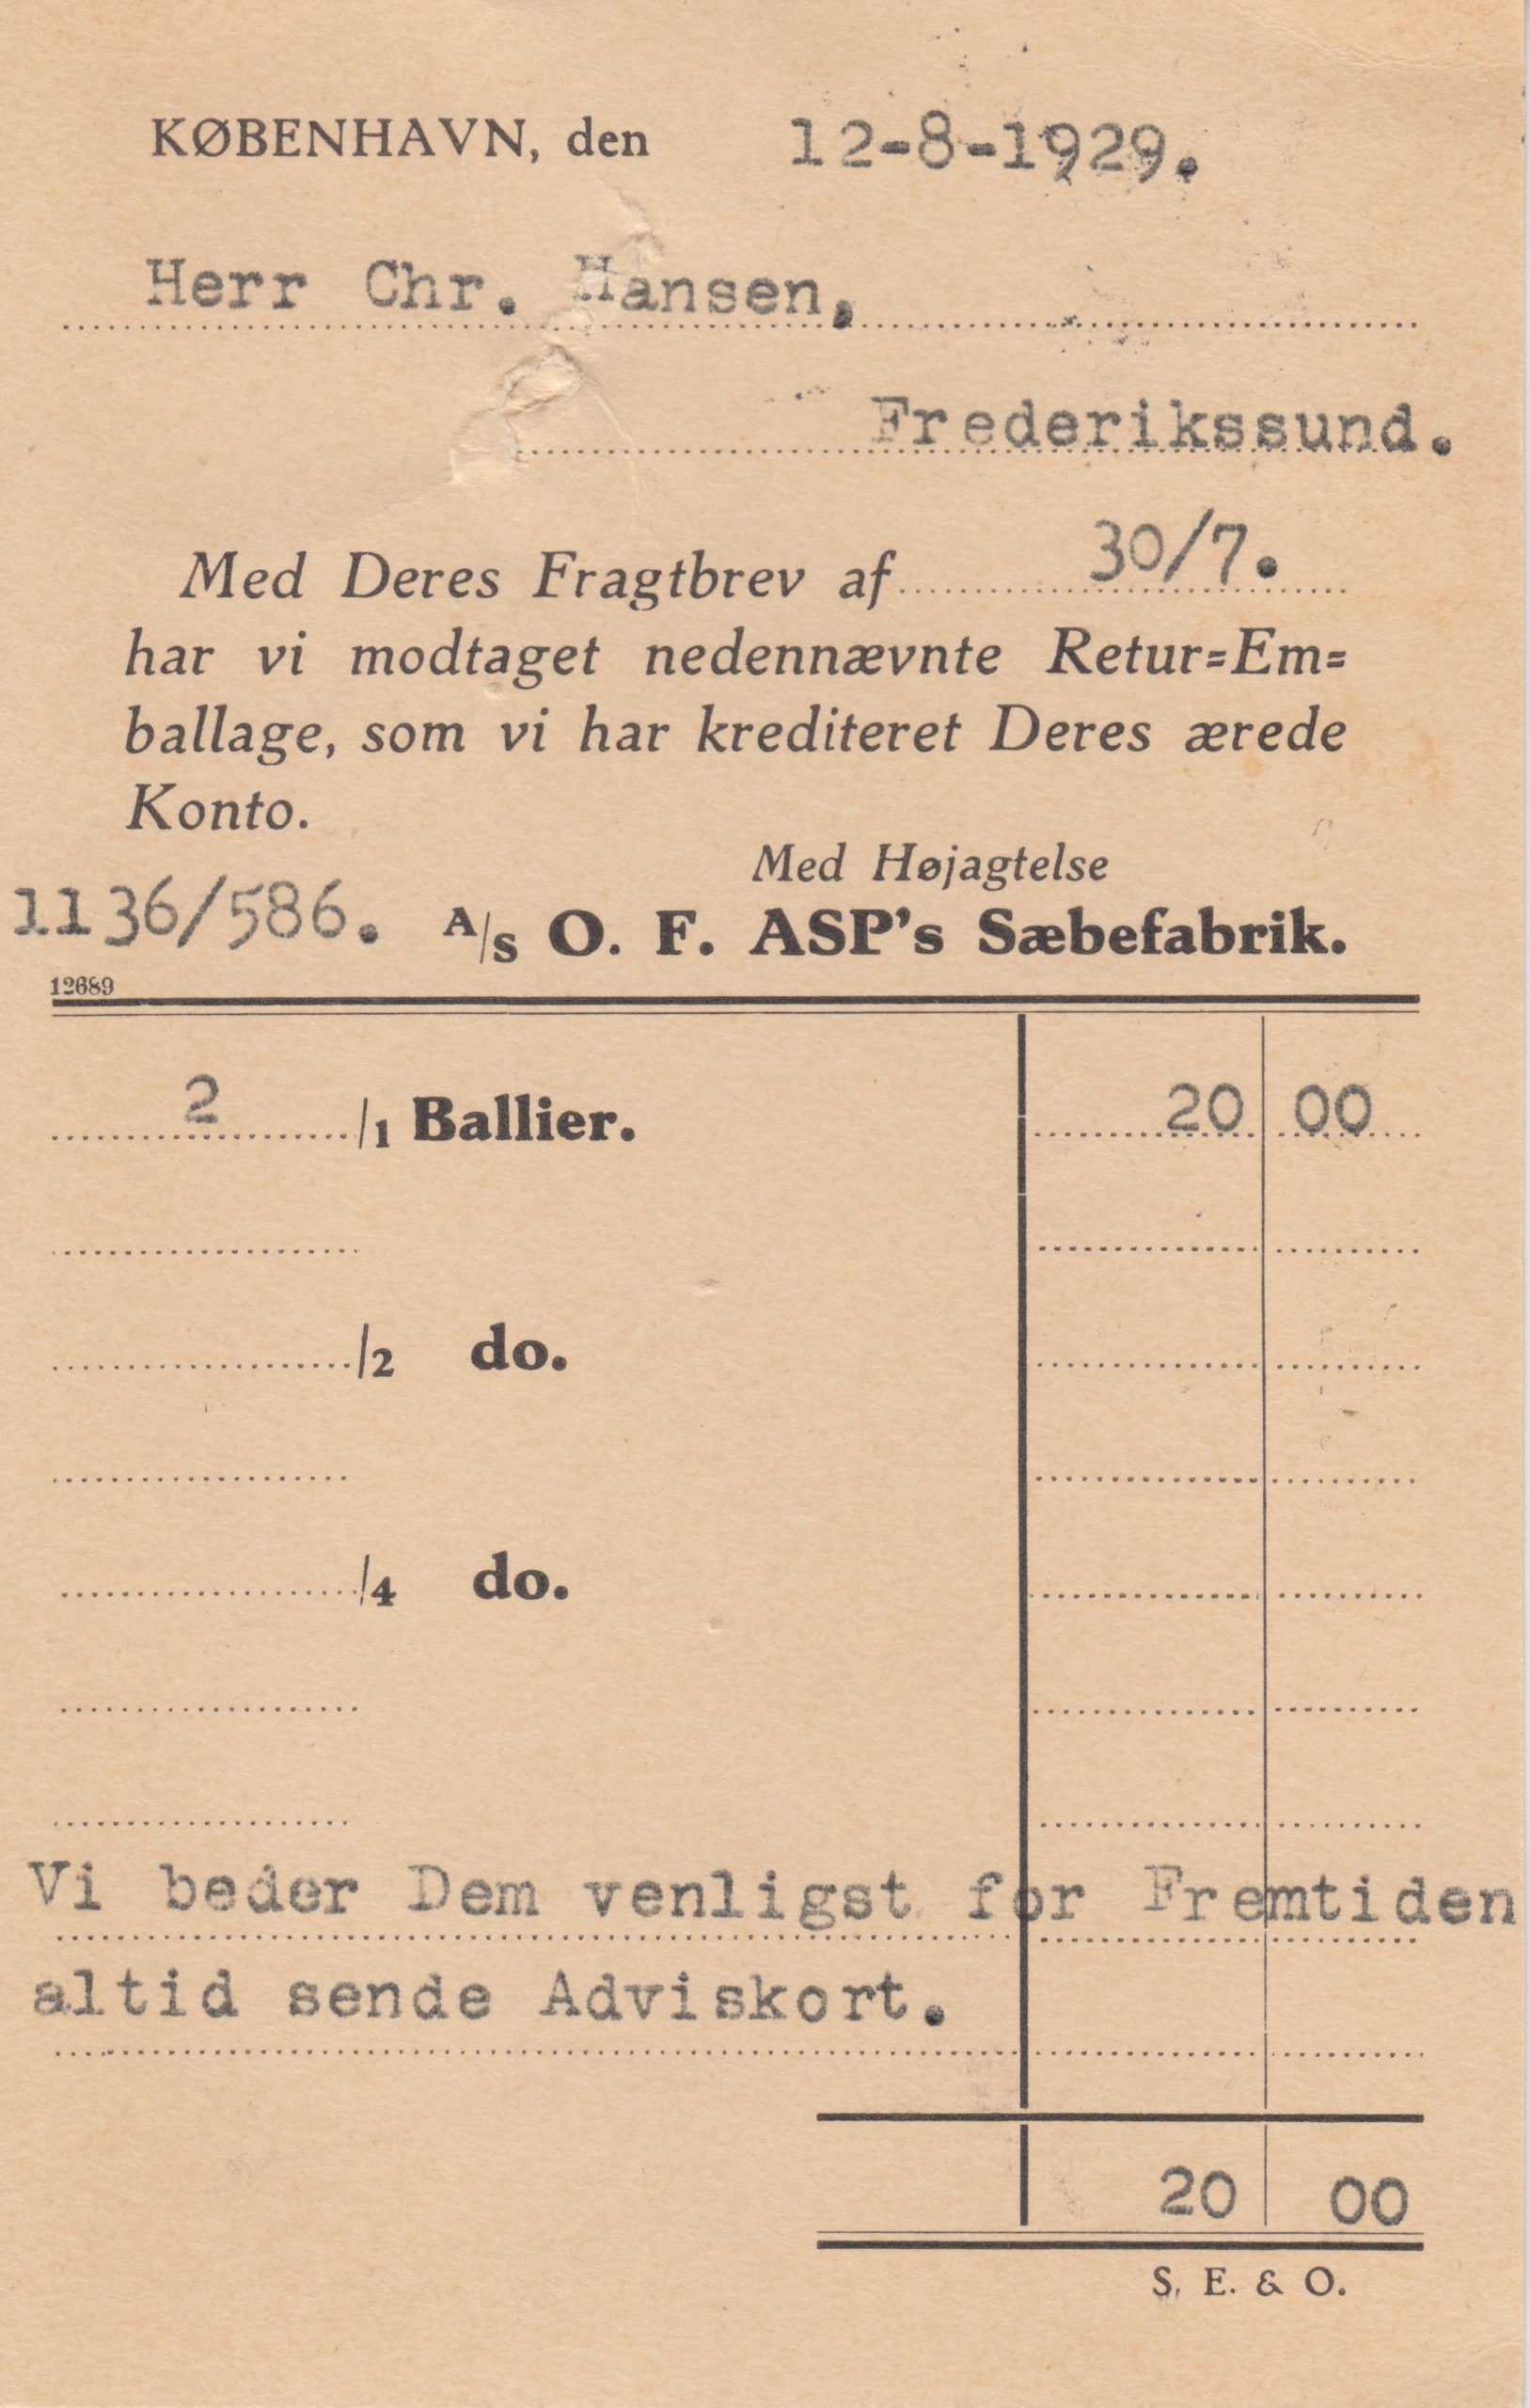 KØBENHAVN, den 12-8-1929.
Herr Chr. Hansen,
Frederikssund.
Med Deres Fragtbrev af 30/7.
har vi modtaget nedennævnte Retur=Em=
ballage, som vi har krediteret Deres ærede
Konto.
Med Højagtelse
1136/586. A/s O. F. ASP's Sæbefabrik.
12689
2 /1 Ballier. 20 00
/2 do.
/4 do.
Vi beder Dem venligst for Fremtiden
altid sende Adviskort.
20 00
S. E. & O.